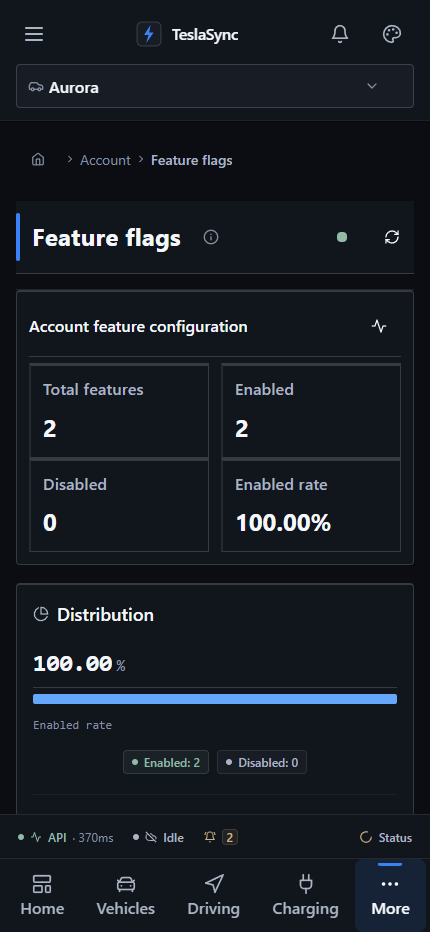 TeslaSync
Aurora
Account
Feature flags
Feature flags
Account feature configuration
Total features
Enabled
2
2
Disabled
Enabled rate
0
100.00%
Distribution
100.00 %
Enabled rate
Enabled: 2
Disabled: 0
API · 370ms
Idle
2
Status
Home
Vehicles
Driving
Charging
More